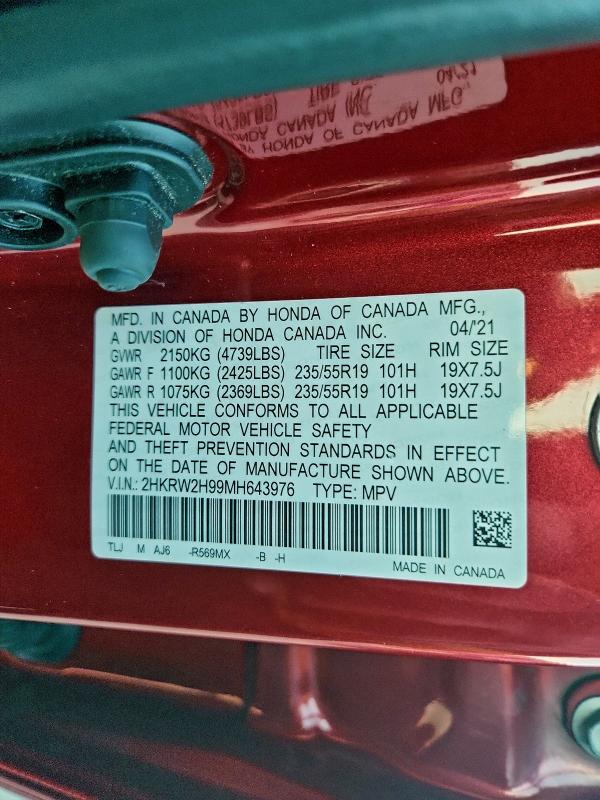 MFD. IN CANADA BY HONDA OF CANADA MFG.,
A DIVISION OF HONDA CANADA INC. 04/'21
GVWR 2150KG (4739LBS) TIRE SIZE RIM SIZE
GAWR F 1100KG (2425LBS) 235/55R19 101H 19X7.5J
GAWR R 1075KG (2369LBS) 235/55R19 101H 19X7.5J
THIS VEHICLE CONFORMS TO ALL APPLICABLE
FEDERAL MOTOR VEHICLE SAFETY
AND THEFT PREVENTION STANDARDS IN EFFECT
ON THE DATE OF MANUFACTURE SHOWN ABOVE.
V.I.N.: 2HKRW2H99MH643976 TYPE: MPV
TLJ M AJ6 -R569MX -B -H
MADE IN CANADA